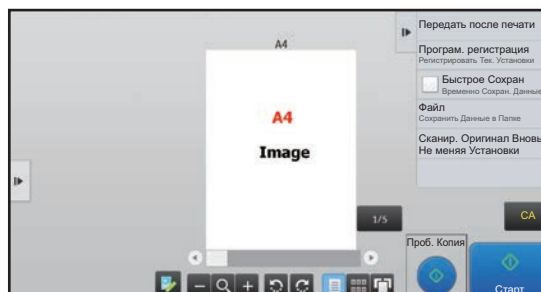 A4
A4
Image
1/5
Передать после печати
Програм. регистрация
Регистрировать Тек. Установки
Быстрое Сохран
Временно Сохран. Данные
Файл
Сохранить Данные в Папке
Сканир. Оригинал Вновь
Не меняя Установки
CA
Проб. Копия
Старт